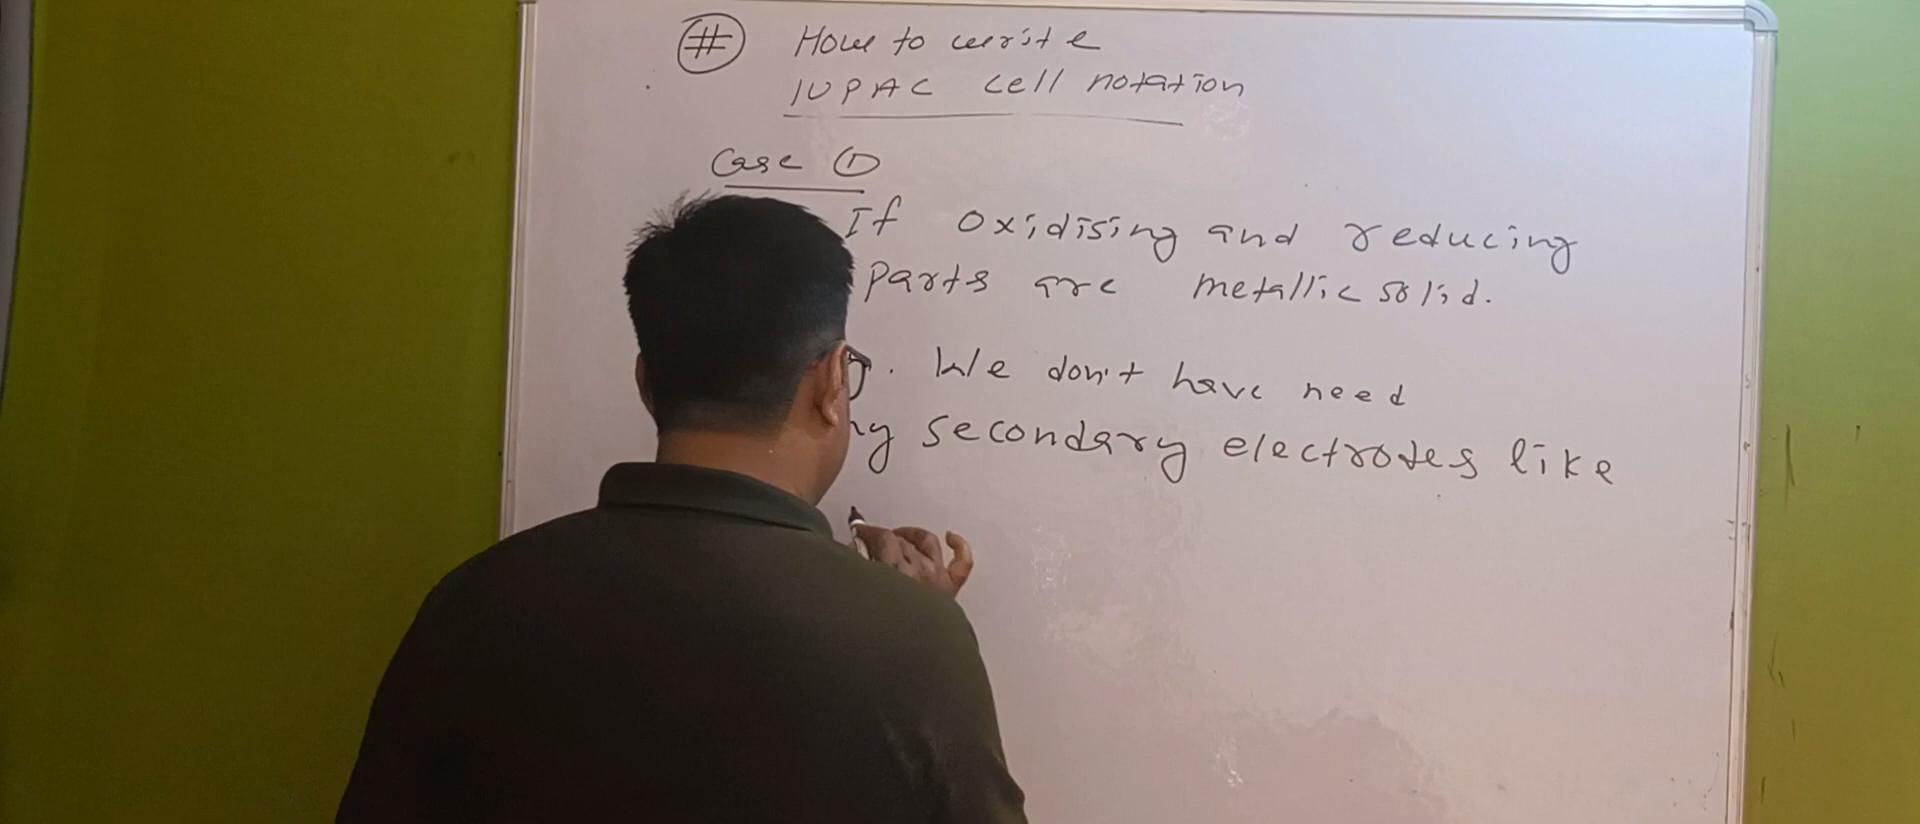 # How to write
IUPAC cell notation
Case ①
If oxidising and reducing
parts are metallic solid.
We don't have need
secondary electrodes like